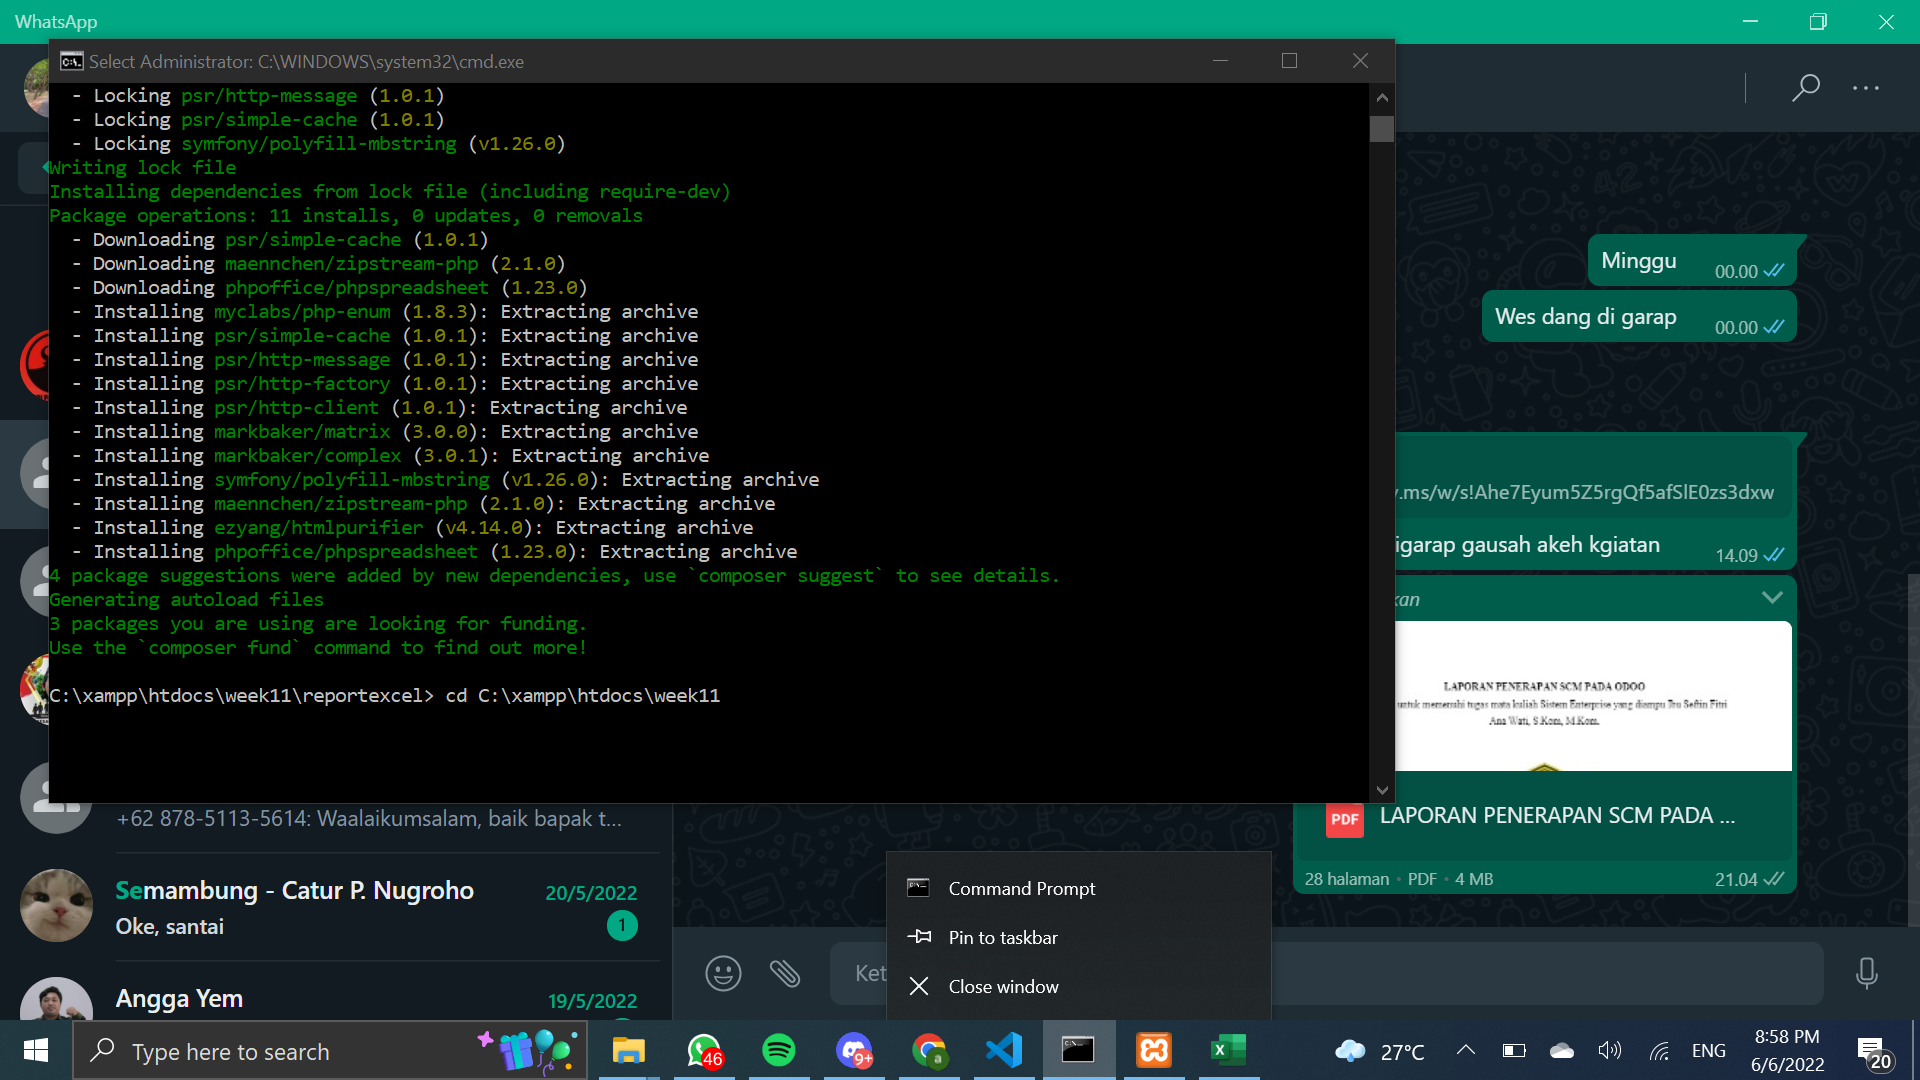 WhatsApp
Select Administrator: C:\WINDOWS\system32\cmd.exe
- Locking psr/http-message (1.0.1)
- Locking psr/simple-cache (1.0.1)
- Locking symfony/polyfill-mbstring (v1.26.0)
Writing lock file
Installing dependencies from lock file (including require-dev)
Package operations: 11 installs, 0 updates, 0 removals
- Downloading psr/simple-cache (1.0.1)
- Downloading maennchen/zipstream-php (2.1.0)
- Downloading phpoffice/phpspreadsheet (1.23.0)
- Installing myclabs/php-enum (1.8.3): Extracting archive
- Installing psr/simple-cache (1.0.1): Extracting archive
- Installing psr/http-message (1.0.1): Extracting archive
- Installing psr/http-factory (1.0.1): Extracting archive
- Installing psr/http-client (1.0.1): Extracting archive
- Installing markbaker/matrix (3.0.0): Extracting archive
- Installing markbaker/complex (3.0.1): Extracting archive
- Installing symfony/polyfill-mbstring (v1.26.0): Extracting archive
- Installing maennchen/zipstream-php (2.1.0): Extracting archive
- Installing ezyang/htmlpurifier (v4.14.0): Extracting archive
- Installing phpoffice/phpspreadsheet (1.23.0): Extracting archive
4 package suggestions were added by new dependencies, use `composer suggest` to see details.
Generating autoload files
3 packages you are using are looking for funding.
Use the `composer fund` command to find out more!
C:\xampp\htdocs\week11\reportexcel> cd C:\xampp\htdocs\week11
Minggu 00.00
Wes dang di garap 00.00
.ms/w/s!Ahe7Eyum5Z5rgQf5afSlE0zs3dxw
igarap gausah akeh kgiatan 14.09
kan
LAPORAN PENERAPAN SCM PADA ODOO
untuk memenuhi tugas mata kuliah Sistem Enterprise yang diampu Ibu Seftin Fitri
Ana Wati, S.Kom, M.Kom.
PDF LAPORAN PENERAPAN SCM PADA ...
28 halaman • PDF • 4 MB 21.04
+62 878-5113-5614: Waalaikumsalam, baik bapak t...
Semambung - Catur P. Nugroho 20/5/2022
Oke, santai 1
Angga Yem 19/5/2022
Ket
Command Prompt
Pin to taskbar
Close window
Type here to search
46
9+
a
27°C
ENG
8:58 PM
6/6/2022
20